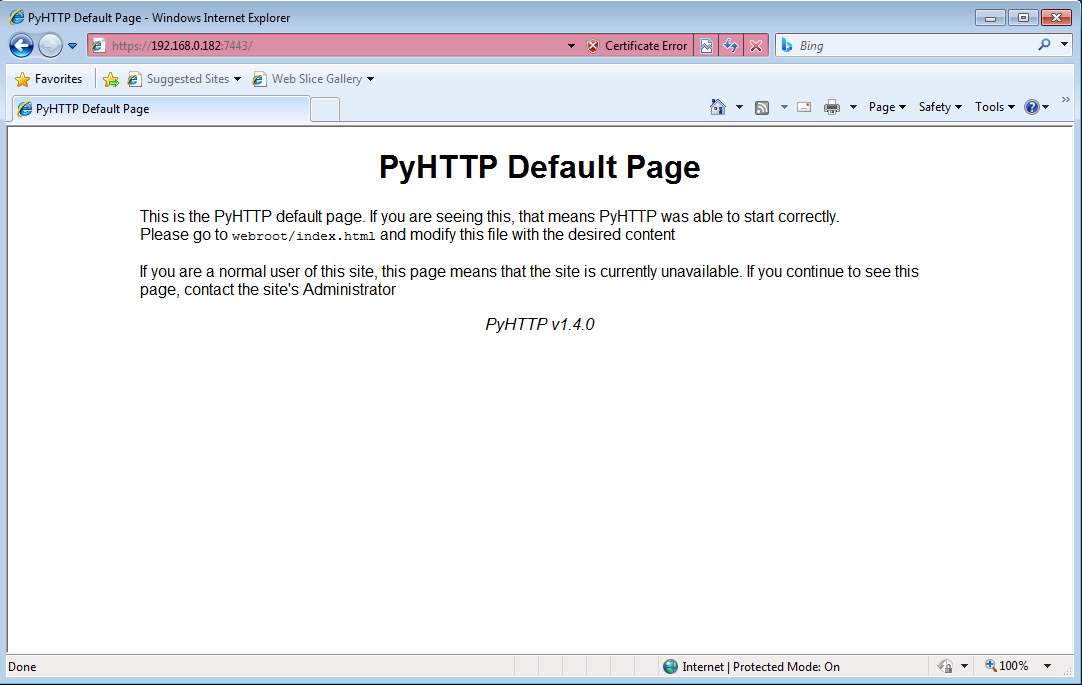 PyHTTP Default Page - Windows Internet Explorer
https://192.168.0.182:7443/
Certificate Error
Bing
Favorites
Suggested Sites
Web Slice Gallery
PyHTTP Default Page
Page
Safety
Tools
PyHTTP Default Page
This is the PyHTTP default page. If you are seeing this, that means PyHTTP was able to start correctly.
Please go to webroot/index.html and modify this file with the desired content
If you are a normal user of this site, this page means that the site is currently unavailable. If you continue to see this
page, contact the site's Administrator
PyHTTP v1.4.0
Done
Internet | Protected Mode: On
100%